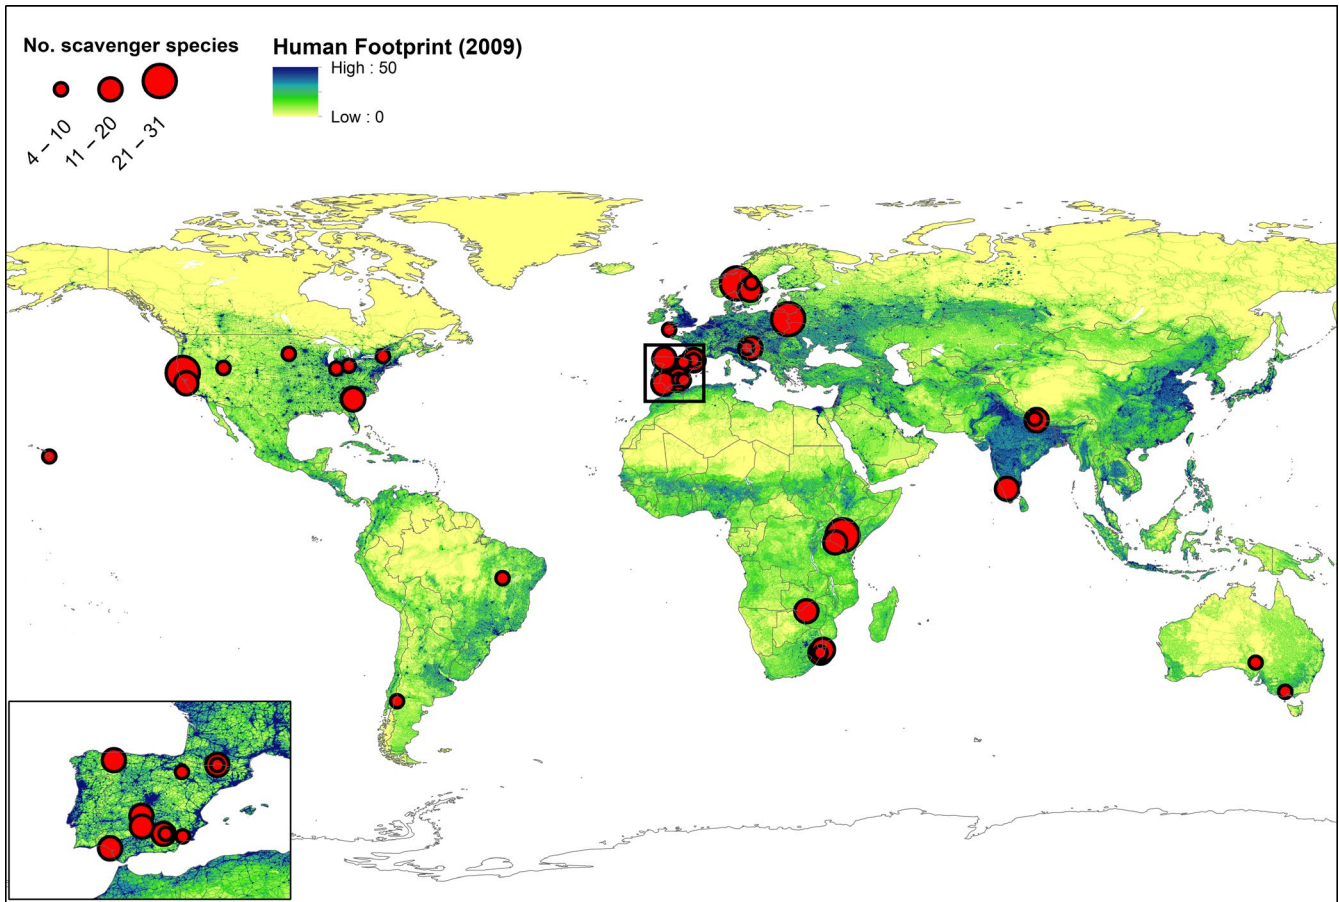 No. scavenger species
4 – 10
11 – 20
21 – 31
Human Footprint (2009)
High : 50
Low : 0